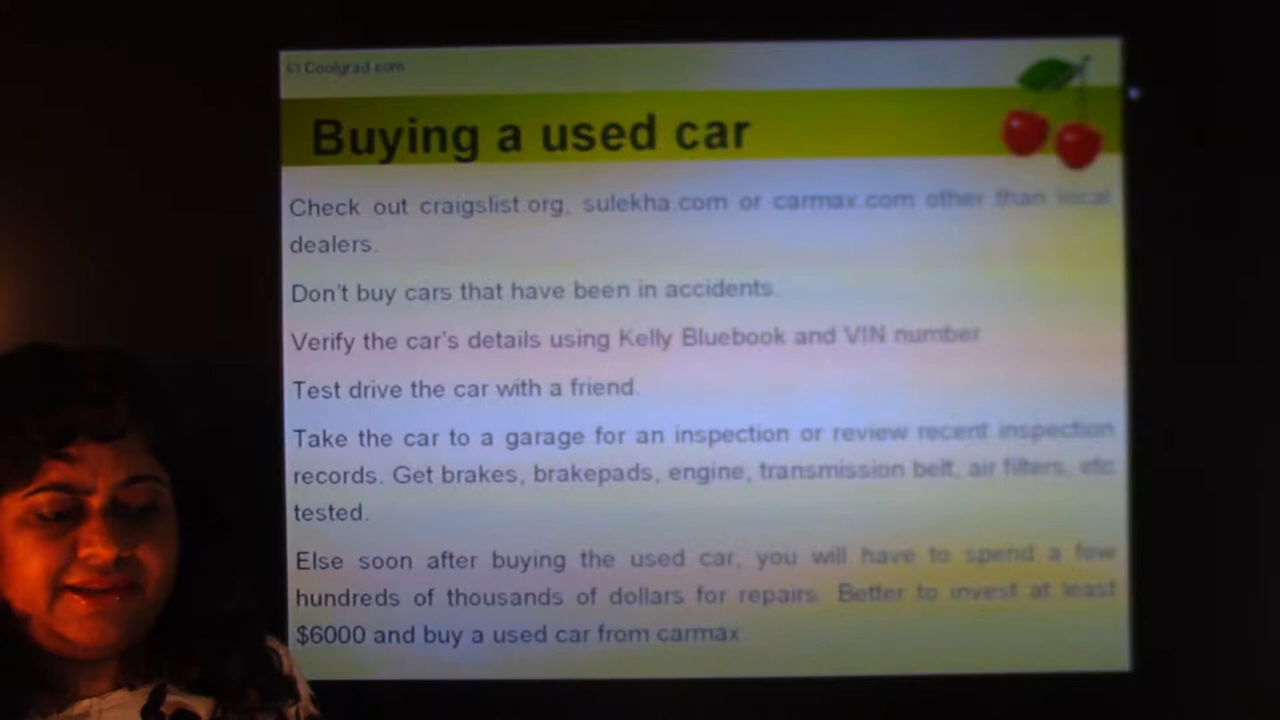 © Coolgrad.com
Buying a used car
Check out craigslist.org, sulekha.com or carmax.com other than local
dealers.
Don't buy cars that have been in accidents.
Verify the car's details using Kelly Bluebook and VIN number
Test drive the car with a friend.
Take the car to a garage for an inspection or review recent inspection
records. Get brakes, brakepads, engine, transmission belt, air filters, etc
tested.
Else soon after buying the used car, you will have to spend a few
hundreds of thousands of dollars for repairs. Better to invest at least
$6000 and buy a used car from carmax